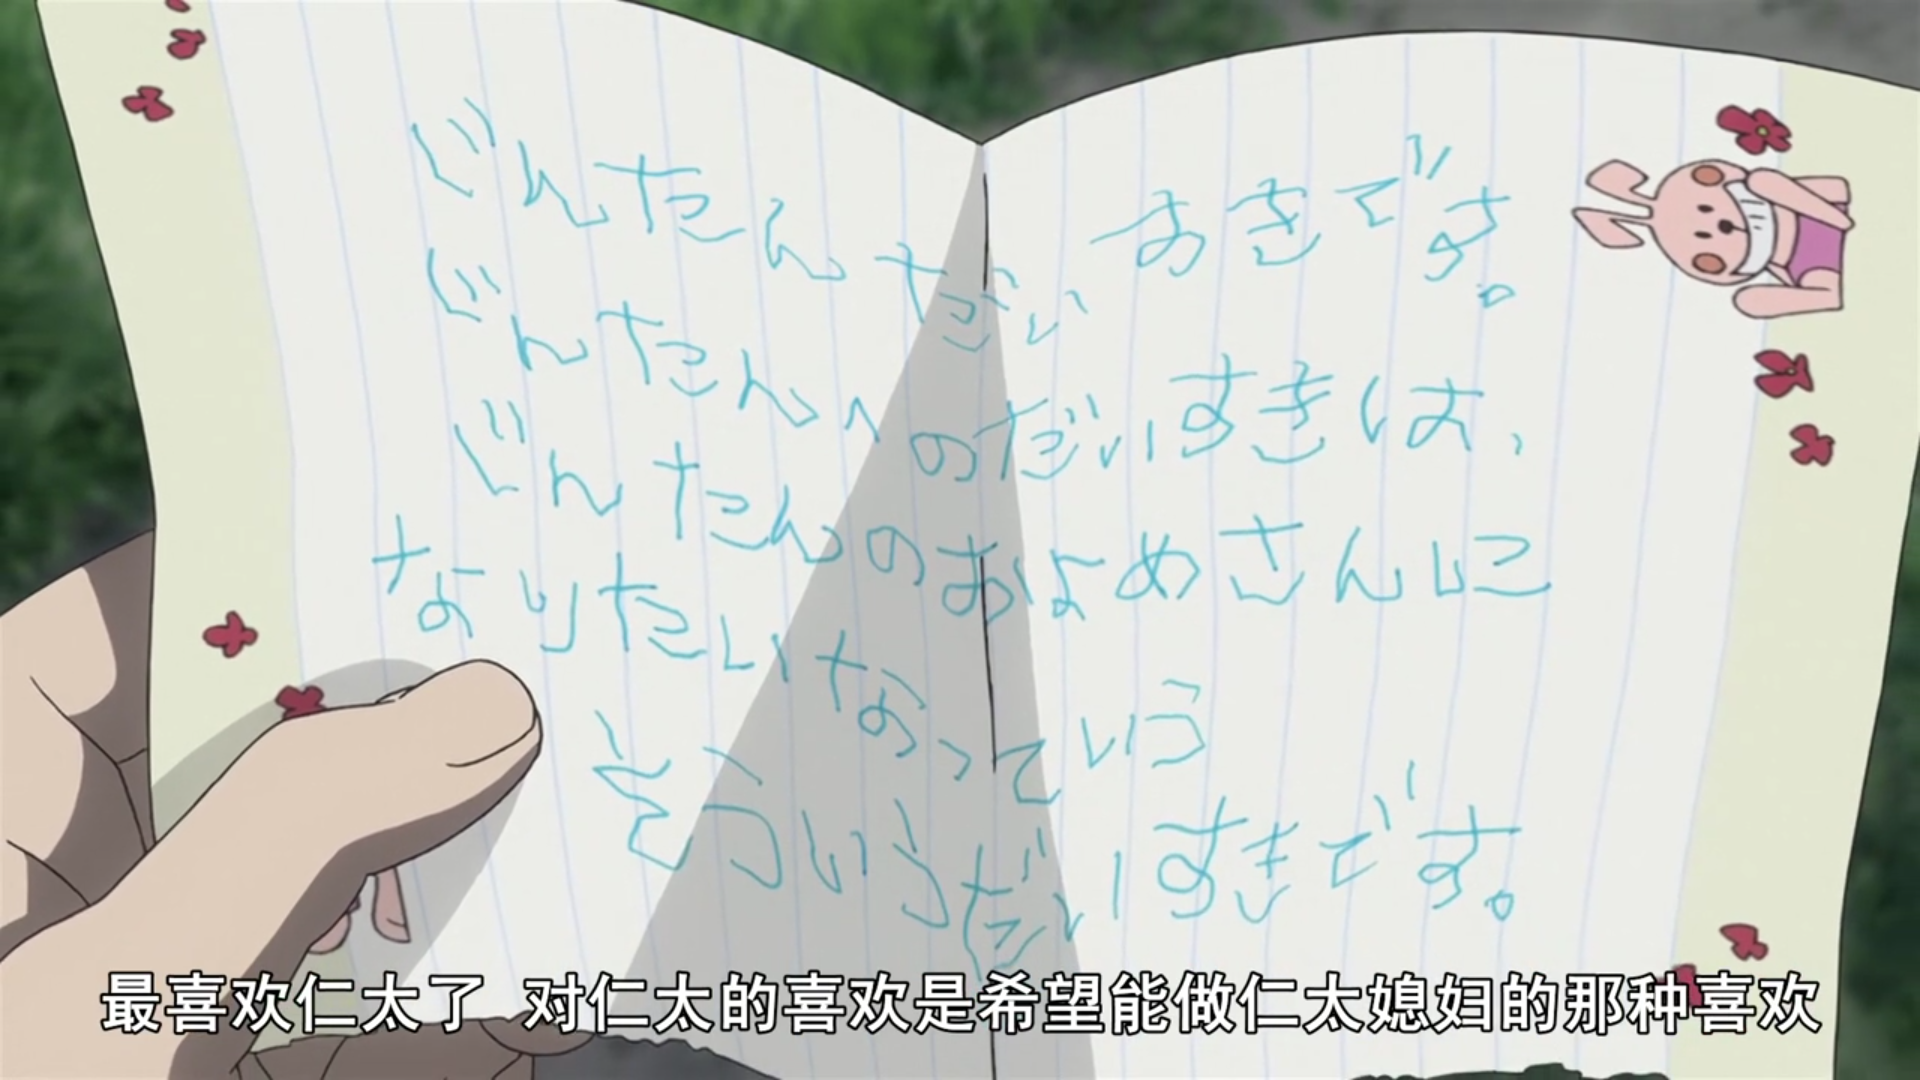 じんたん だいすきです。
じんたんへのだいすきは、
じんたんのおよめさんに
なりたいなっていう
そういうだいすきです。
最喜欢仁太了 对仁太的喜欢是希望能做仁太媳妇的那种喜欢